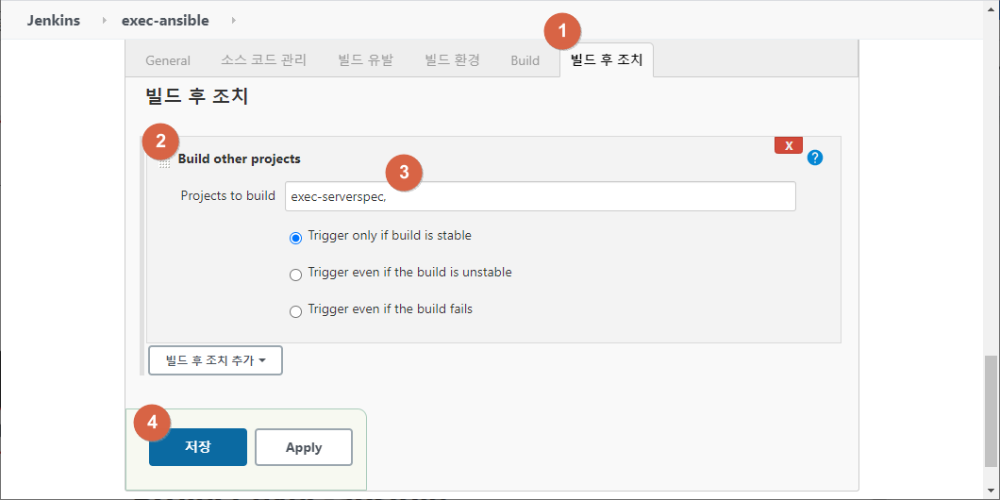 Jenkins exec-ansible
1
General 소스 코드 관리 빌드 유발 빌드 환경 Build 빌드 후 조치
빌드 후 조치
2
X
Build other projects ?
3
Projects to build exec-serverspec,
Trigger only if build is stable
Trigger even if the build is unstable
Trigger even if the build fails
빌드 후 조치 추가
4
저장 Apply